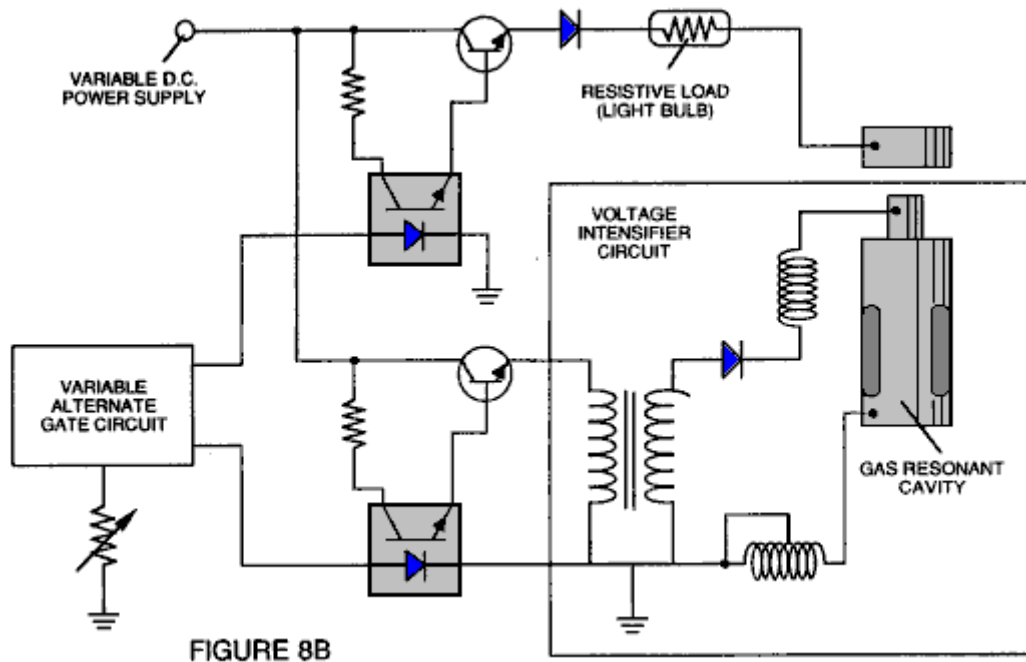 VARIABLE D.C.
POWER SUPPLY
RESISTIVE LOAD
(LIGHT BULB)
VOLTAGE
INTENSIFIER
CIRCUIT
VARIABLE
ALTERNATE
GATE CIRCUIT
GAS RESONANT
CAVITY
FIGURE 8B